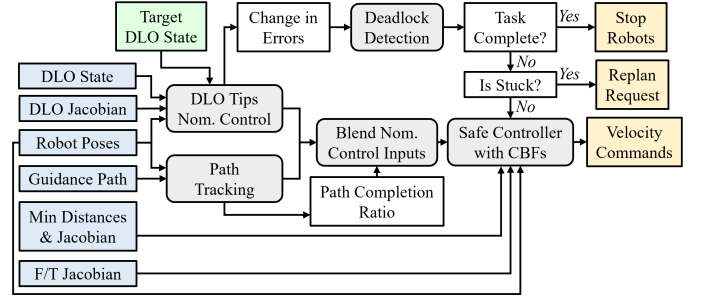 Target
DLO State
Change in
Errors
Deadlock
Detection
Task
Complete?
Yes
Stop
Robots
No
DLO State
DLO Jacobian
Robot Poses
Guidance Path
Min Distances
& Jacobian
F/T Jacobian
DLO Tips
Nom. Control
Path
Tracking
Is Stuck?
Yes
Replan
Request
No
Blend Nom.
Control Inputs
Path Completion
Ratio
Safe Controller
with CBFs
Velocity
Commands